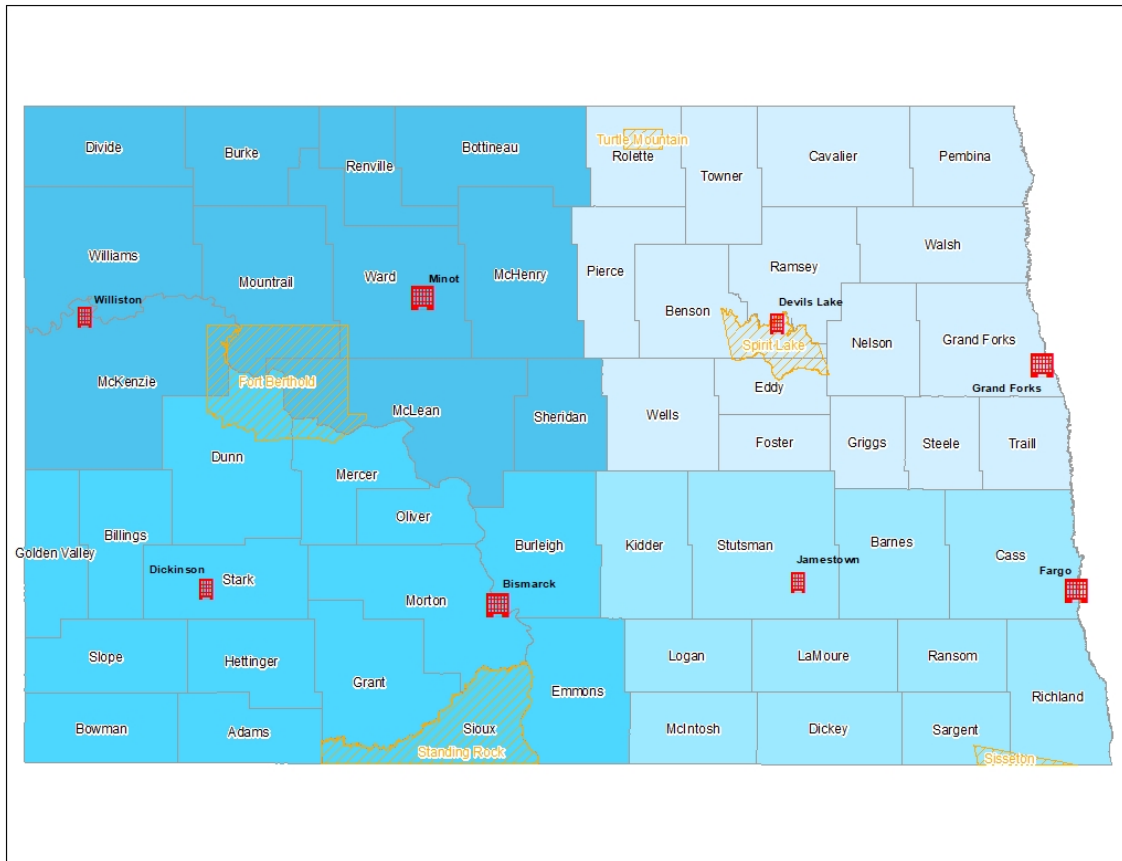 Divide
Burke
Renville
Bottineau
Turtle Mountain
Rolette
Towner
Cavalier
Pembina
Williams
Mountrail
Ward
Minot
McHenry
Pierce
Benson
Ramsey
Walsh
Williston
Devils Lake
Spirit Lake
Nelson
Grand Forks
Grand Forks
McKenzie
Fort Berthold
McLean
Sheridan
Wells
Eddy
Foster
Griggs
Steele
Traill
Dunn
Mercer
Oliver
Golden Valley
Billings
Dickinson
Stark
Morton
Bismarck
Burleigh
Kidder
Stutsman
Jamestown
Barnes
Cass
Fargo
Slope
Hettinger
Grant
Emmons
Logan
LaMoure
Ransom
Richland
Bowman
Adams
Sioux
Standing Rock
McIntosh
Dickey
Sargent
Sisseton